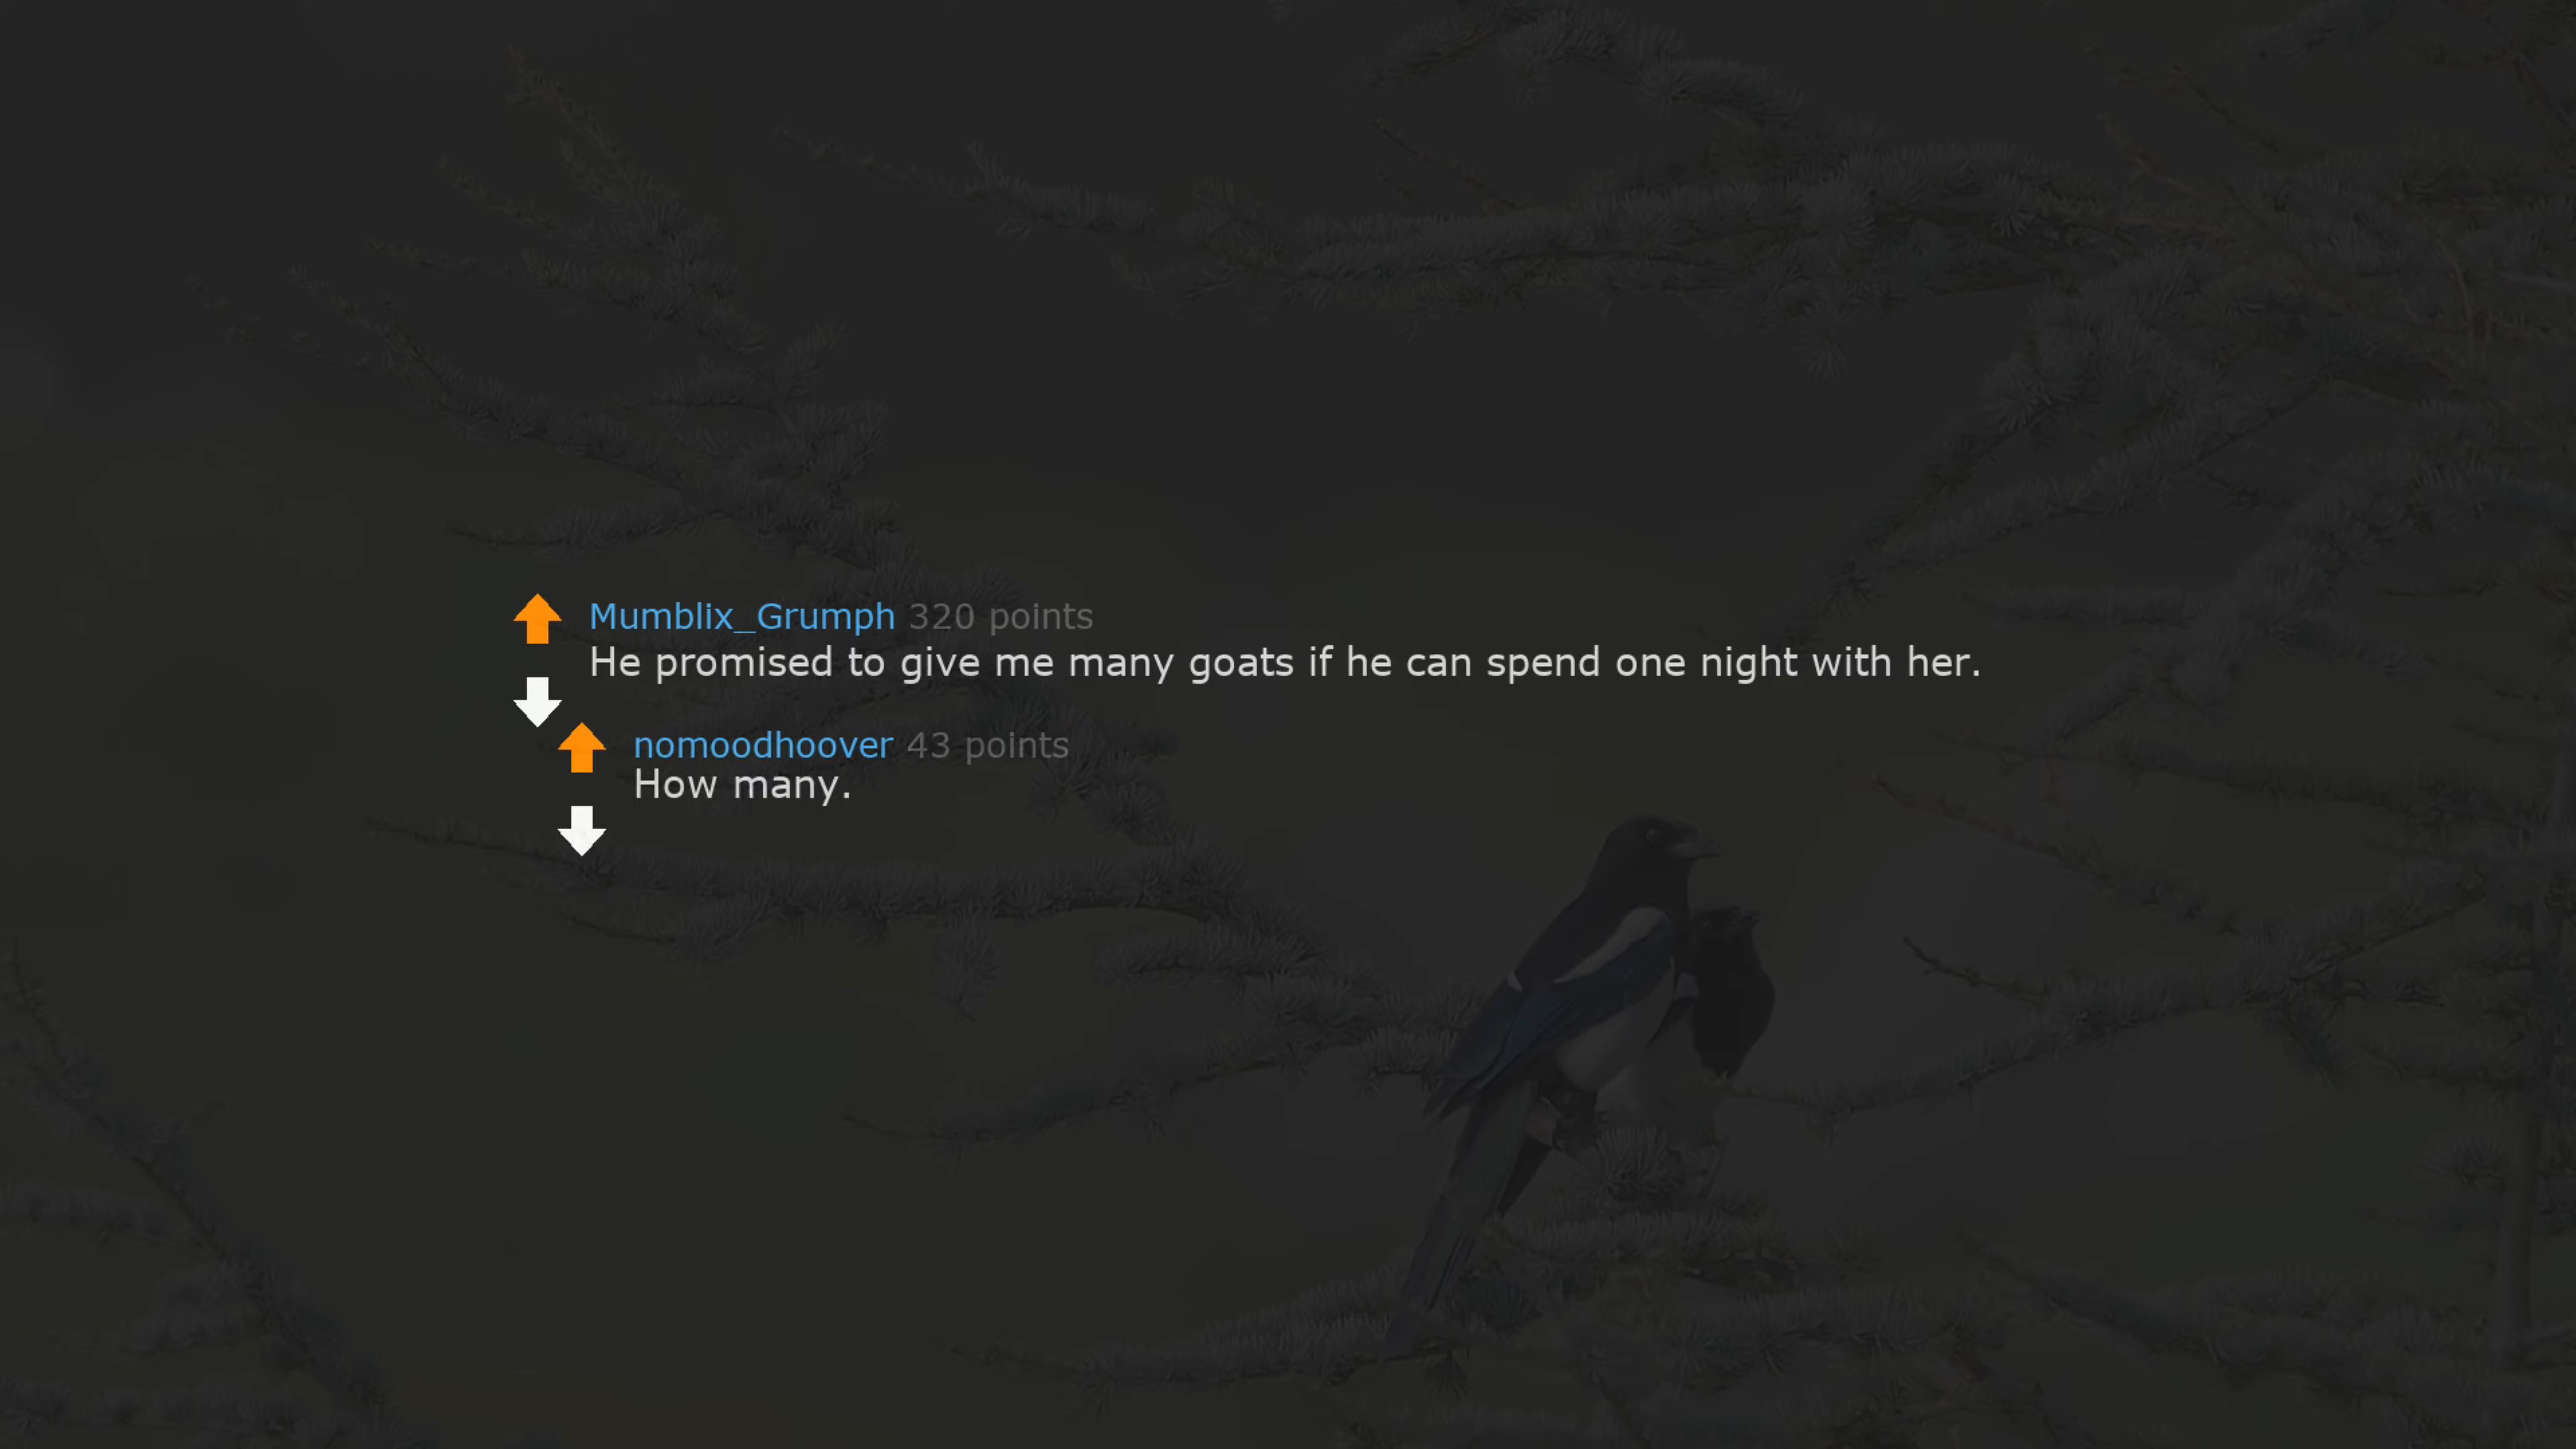 Mumblix_Grumph 320 points
He promised to give me many goats if he can spend one night with her.
nomoodhoover 43 points
How many.